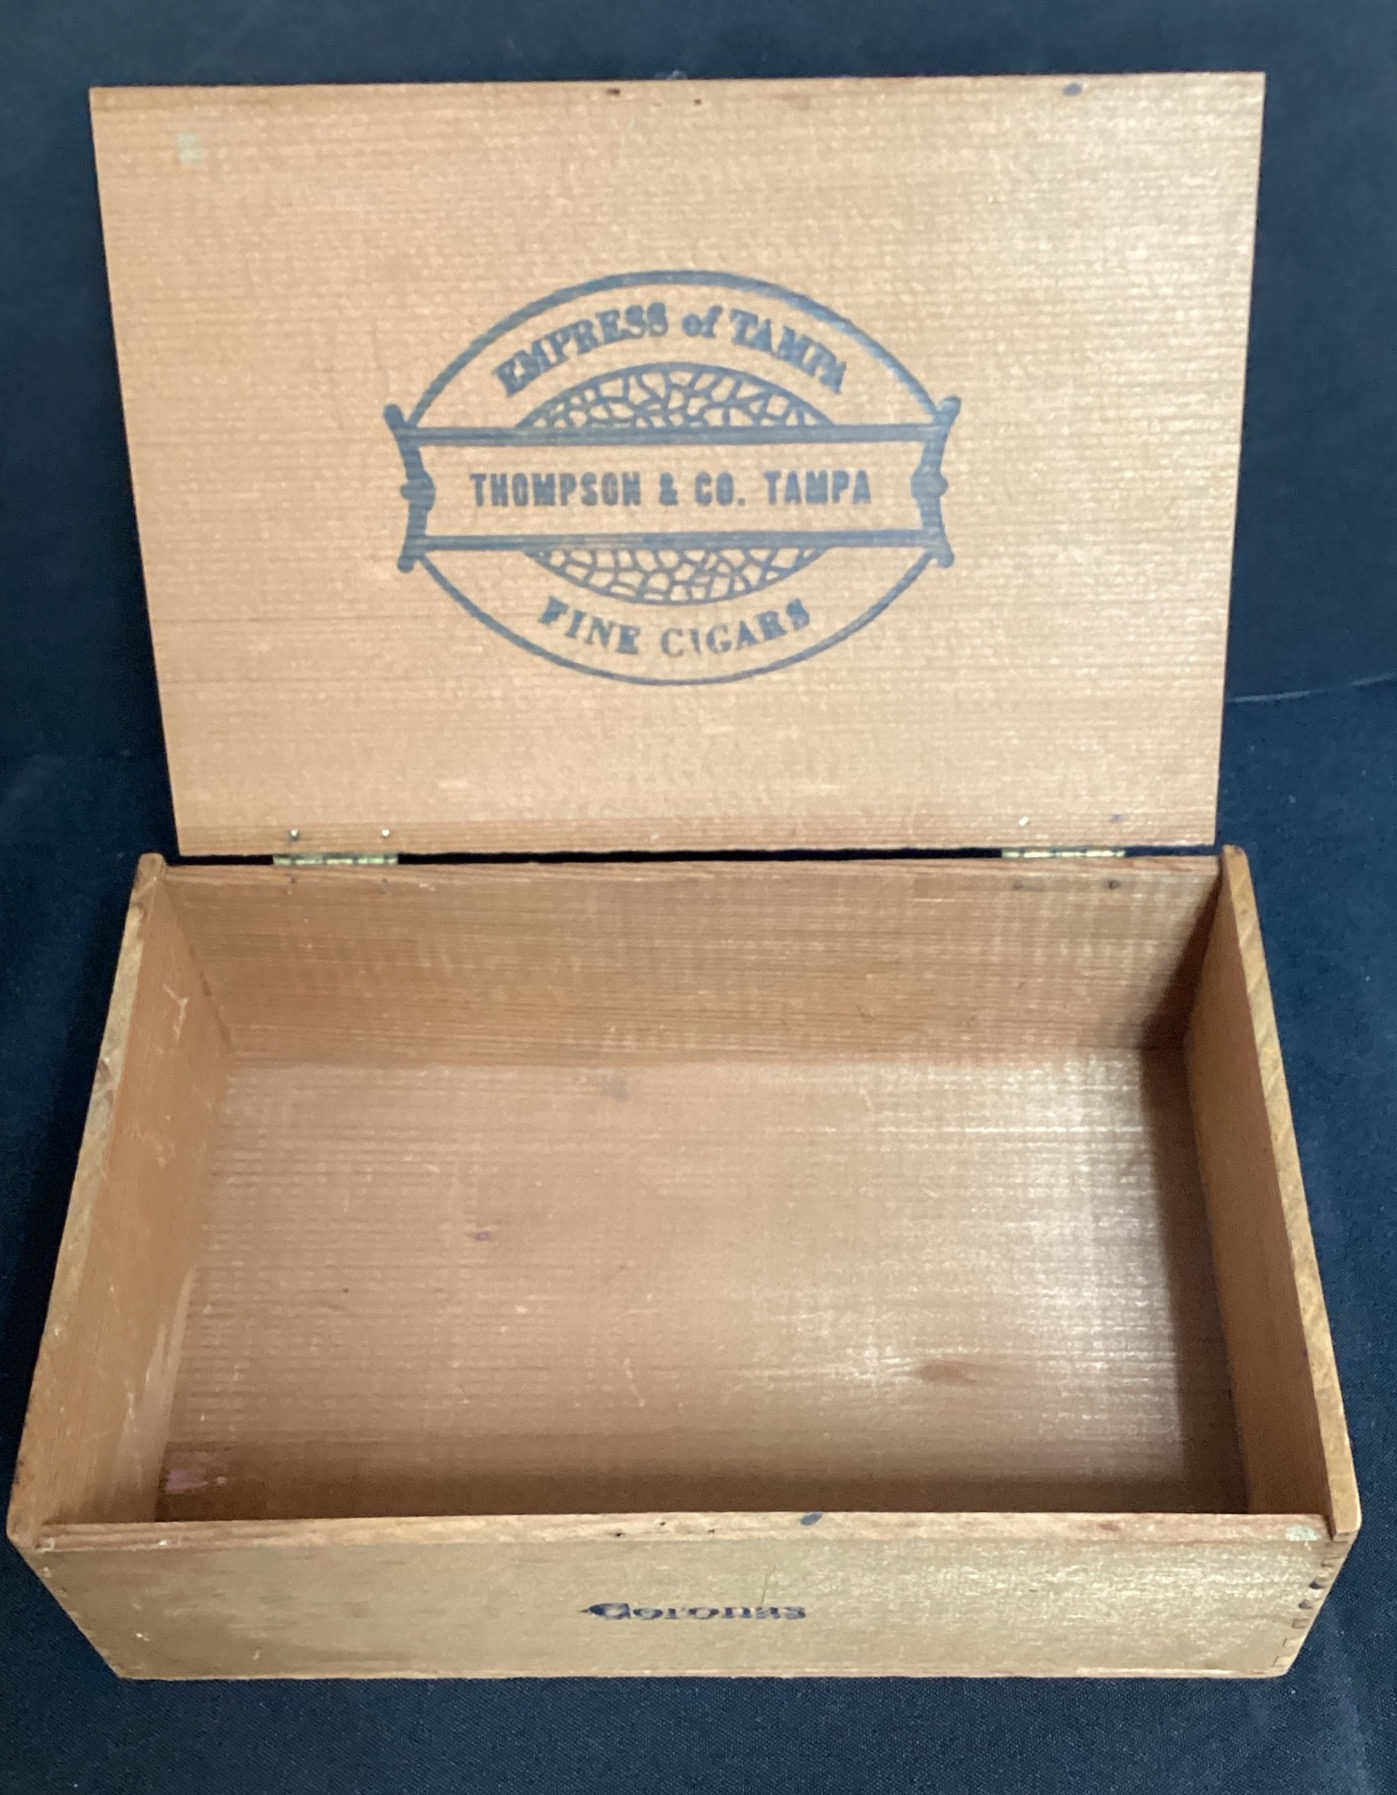 EMPRESS of TAMPA
THOMPSON & CO. TAMPA
FINE CIGARS
Coronas